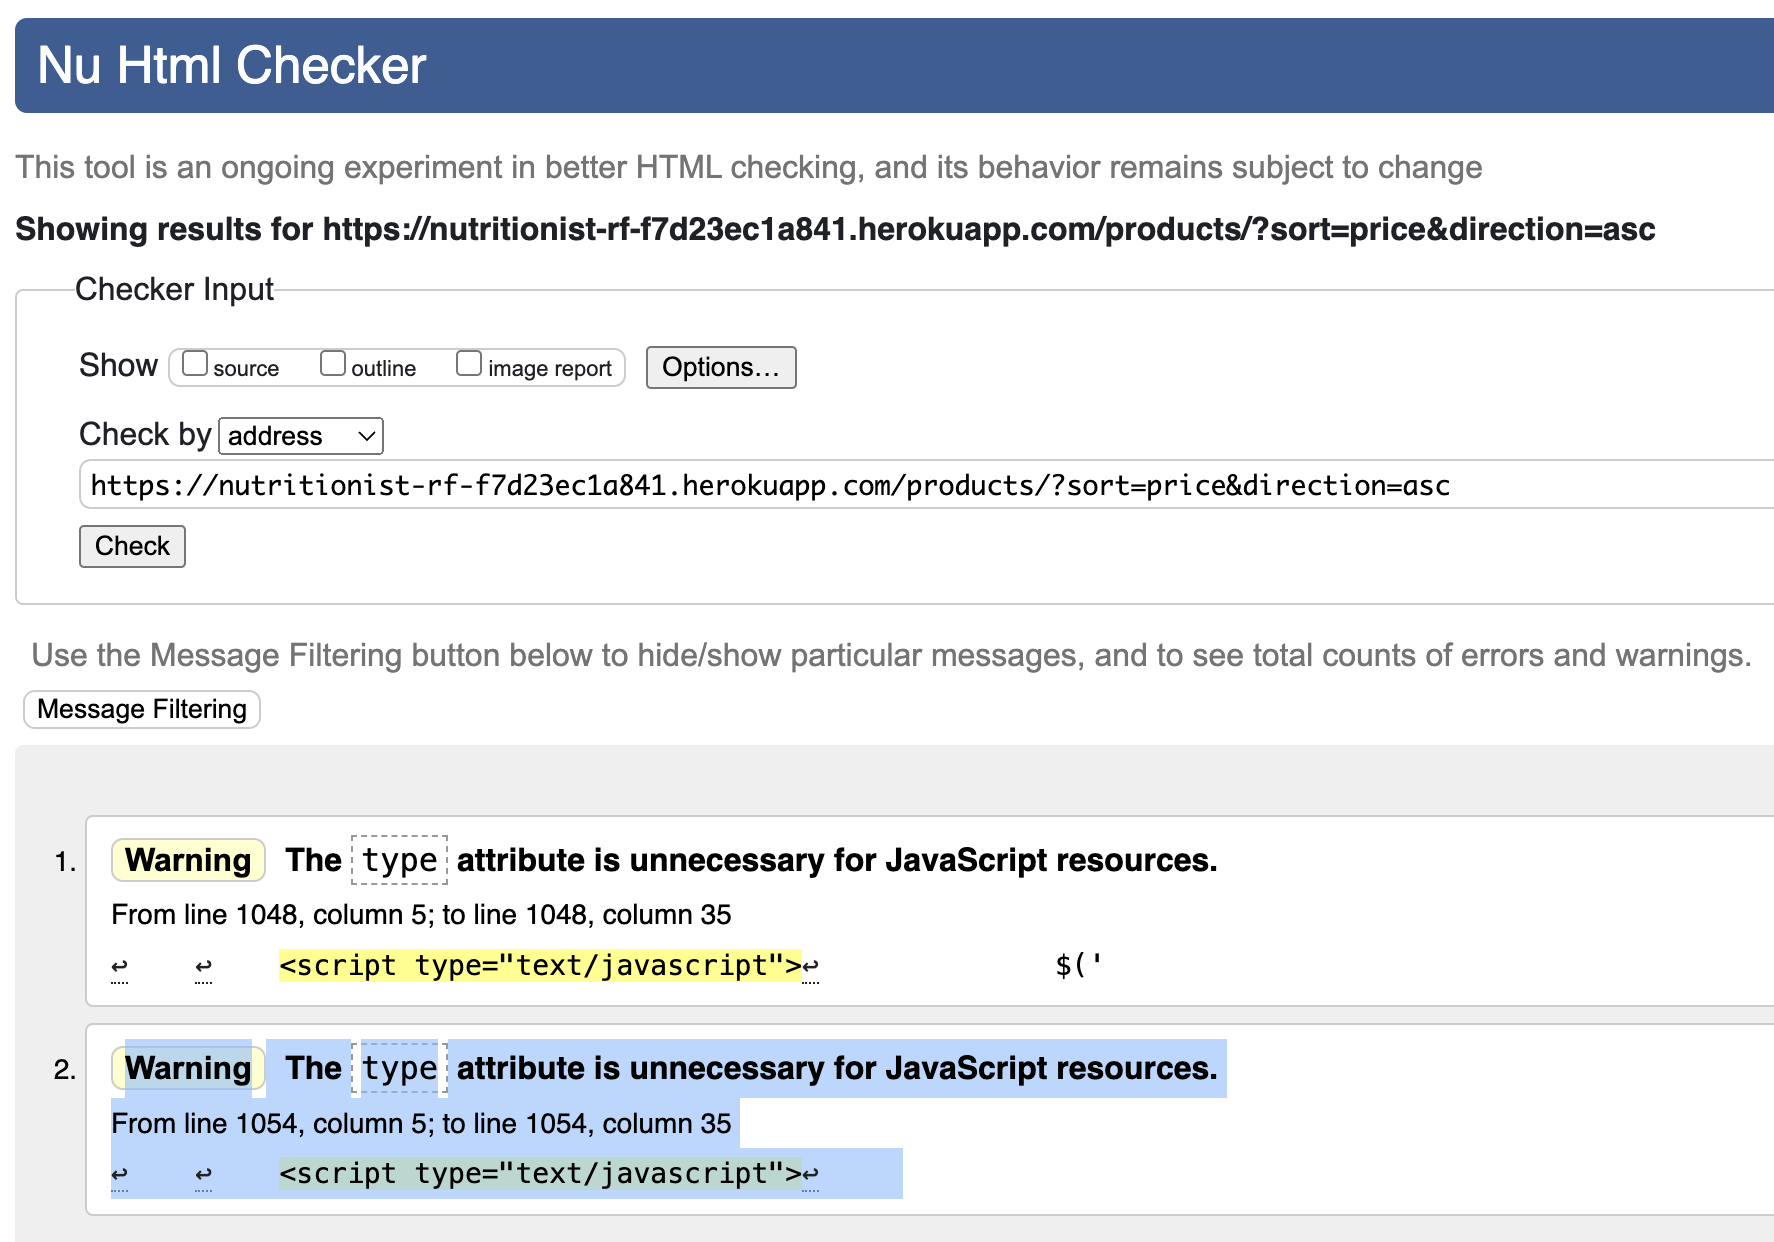 Nu Html Checker
This tool is an ongoing experiment in better HTML checking, and its behavior remains subject to change
Showing results for https://nutritionist-rf-f7d23ec1a841.herokuapp.com/products/?sort=price&direction=asc
Checker Input
Show source outline image report Options…
Check by address
https://nutritionist-rf-f7d23ec1a841.herokuapp.com/products/?sort=price&direction=asc
Check
Use the Message Filtering button below to hide/show particular messages, and to see total counts of errors and warnings.
Message Filtering
1. Warning The type attribute is unnecessary for JavaScript resources.
From line 1048, column 5; to line 1048, column 35
↩ ↩ <script type="text/javascript">↩ $('
2. Warning The type attribute is unnecessary for JavaScript resources.
From line 1054, column 5; to line 1054, column 35
↩ ↩ <script type="text/javascript">↩